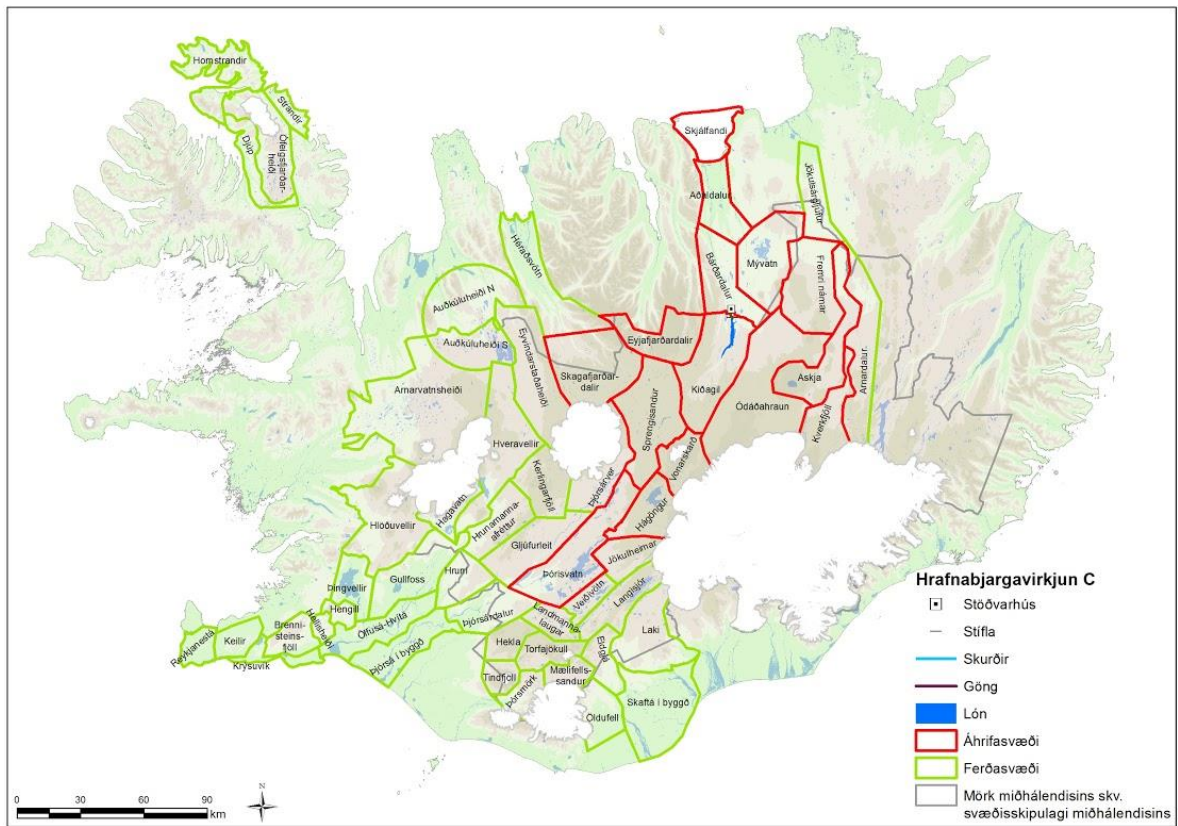 Hornstrandir
Strandir
Djúp
Ófeigsfjarðar-
heiði
Skjálfandi
Aðaldalur
Jökulsárgljúfur
Héraðsvötn
Bárðardalur
Mývatn
Fremri námar
Auðkúluheiði N
Auðkúluheiði S
Eyvindarstaðaheiði
Eyjafjarðardalir
Skagafjarðar-
dalir
Arnarvatnsheiði
Kiðagil
Askja
Arnardalur
Ódáðahraun
Sprengisandur
Kverkfjöll
Vonarskarð
Hveravellir
Kerlingarfjöll
Þjórsárver
Hágöngur
Hagavatn
Hrunamanna-
afréttur
Hlöðuvellir
Gljúfurleit
Jökulheimar
Þórisvatn
Veiðivötn
Langisjór
Hrunl
Gullfoss
Þingvellir
Hengill
Hellisheiði
Brenni-
steins-
fjöll
Keilir
Reykjanestá
Krýsuvík
Ölfusá-Hvítá
Þjórsárdalur
Þjórsá í byggð
Landmanna-
laugar
Hekla
Torfajökull
Eldgjá
Laki
Tindfjöll
Mælifells-
sandur
Þórsmörk
Öldufell
Skaftá í byggð
Hrafnabjargavirkjun C
Stöðvarhús
Stífla
Skurðir
Göng
Lón
Áhrifasvæði
Ferðasvæði
Mörk miðhálendisins skv.
svæðisskipulagi miðhálendisins
0 30 60 90
km
N